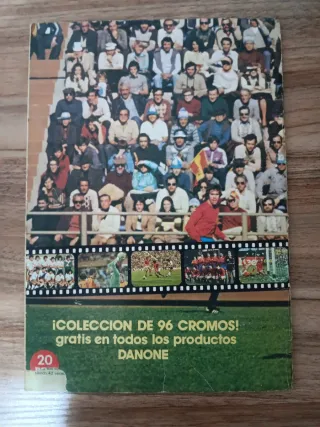 ¡COLECCION DE 96 CROMOS!
gratis en todos los productos
DANONE
20